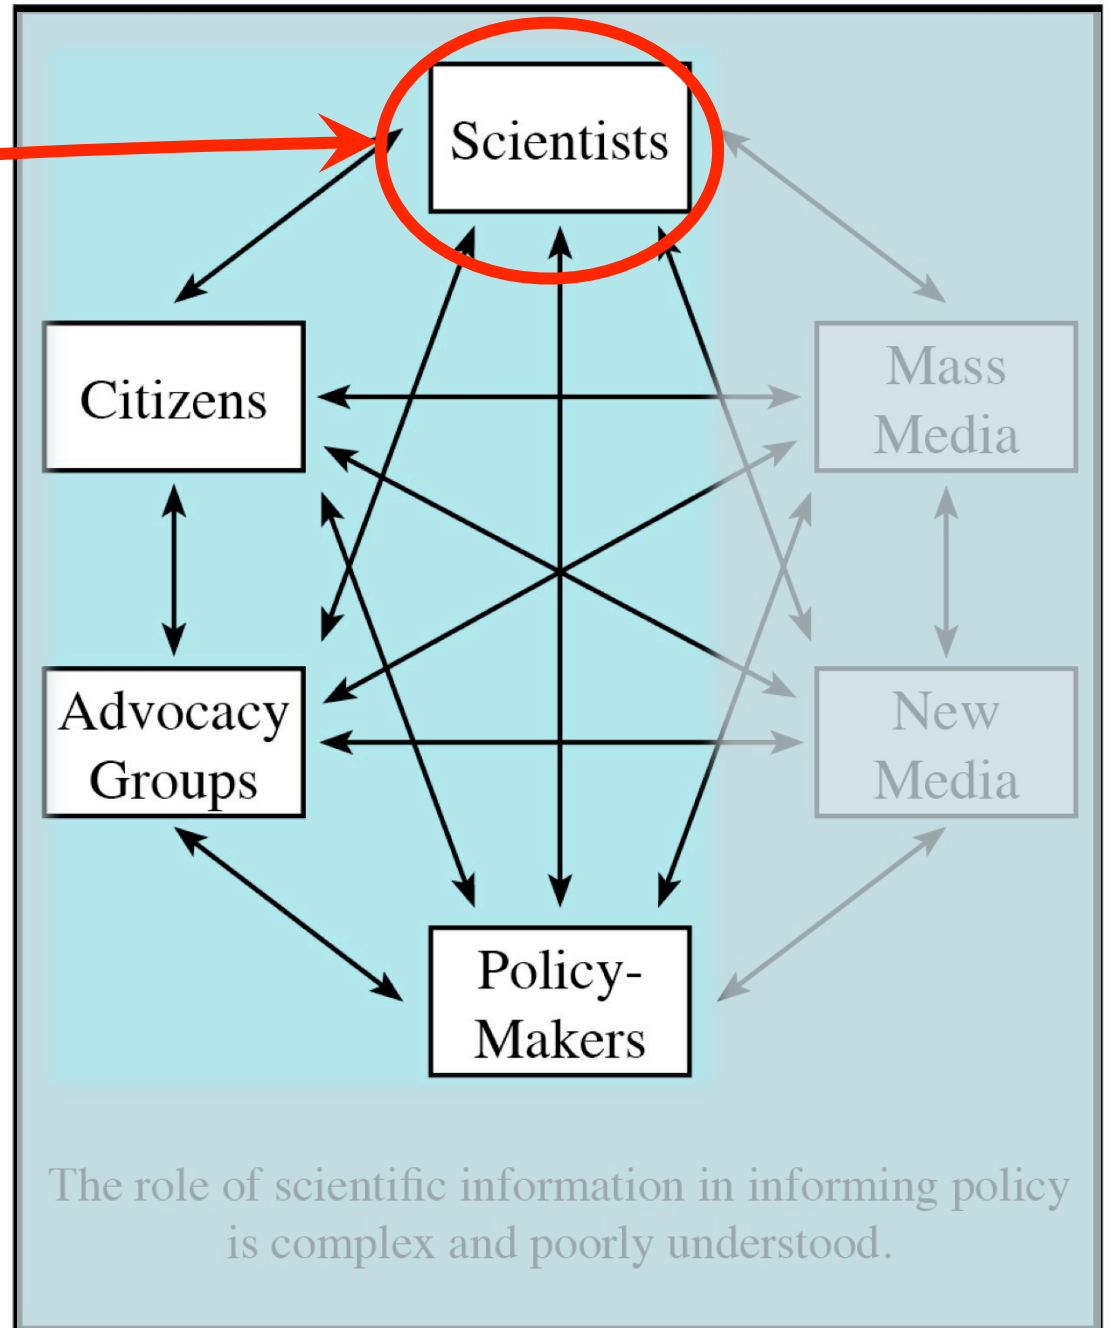 Scientists
Citizens
Mass
Media
Advocacy
Groups
New
Media
Policy-
Makers
The role of scientific information in informing policy
is complex and poorly understood.